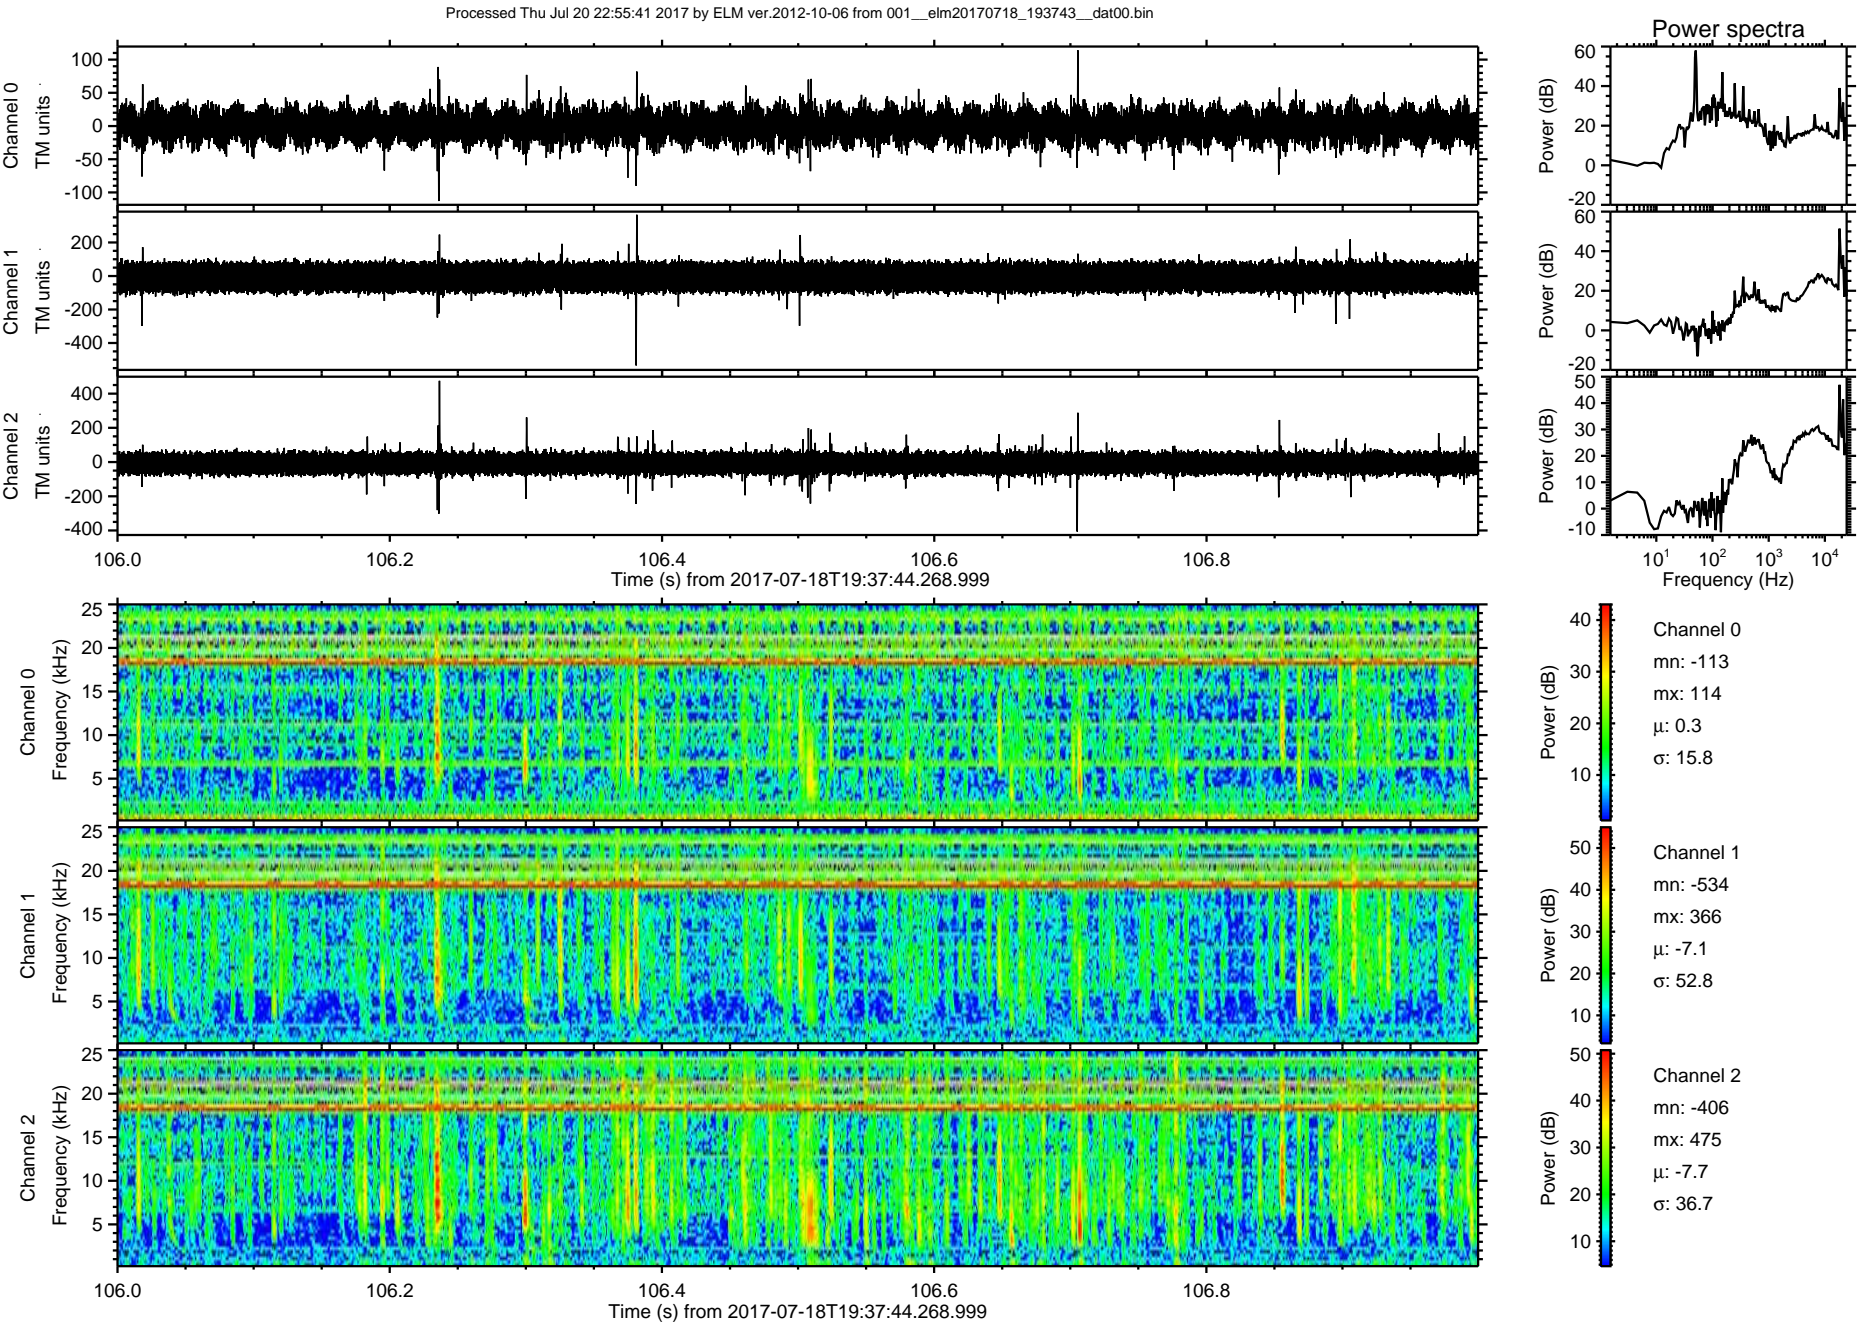 Processed Thu Jul 20 22:55:41 2017 by ELM ver.2012-10-06 from 001__elm20170718_193743__dat00.bin
Power spectra
Channel 0
TM units
100
50
0
-50
-100
Power (dB)
60
40
20
0
-20
Channel 1
TM units
200
0
-200
-400
Power (dB)
60
40
20
0
-20
Channel 2
TM units
400
200
0
-200
-400
Power (dB)
50
40
30
20
10
0
-10
106.0 106.2 106.4 106.6 106.8
Time (s) from 2017-07-18T19:37:44.268.999
10^1 10^2 10^3 10^4
Frequency (Hz)
Channel 0
Frequency (kHz)
25
20
15
10
5
Power (dB)
40
30
20
10
Channel 0
mn: -113
mx: 114
μ: 0.3
σ: 15.8
Channel 1
Frequency (kHz)
25
20
15
10
5
Power (dB)
50
40
30
20
10
Channel 1
mn: -534
mx: 366
μ: -7.1
σ: 52.8
Channel 2
Frequency (kHz)
25
20
15
10
5
Power (dB)
50
40
30
20
10
Channel 2
mn: -406
mx: 475
μ: -7.7
σ: 36.7
106.0 106.2 106.4 106.6 106.8
Time (s) from 2017-07-18T19:37:44.268.999